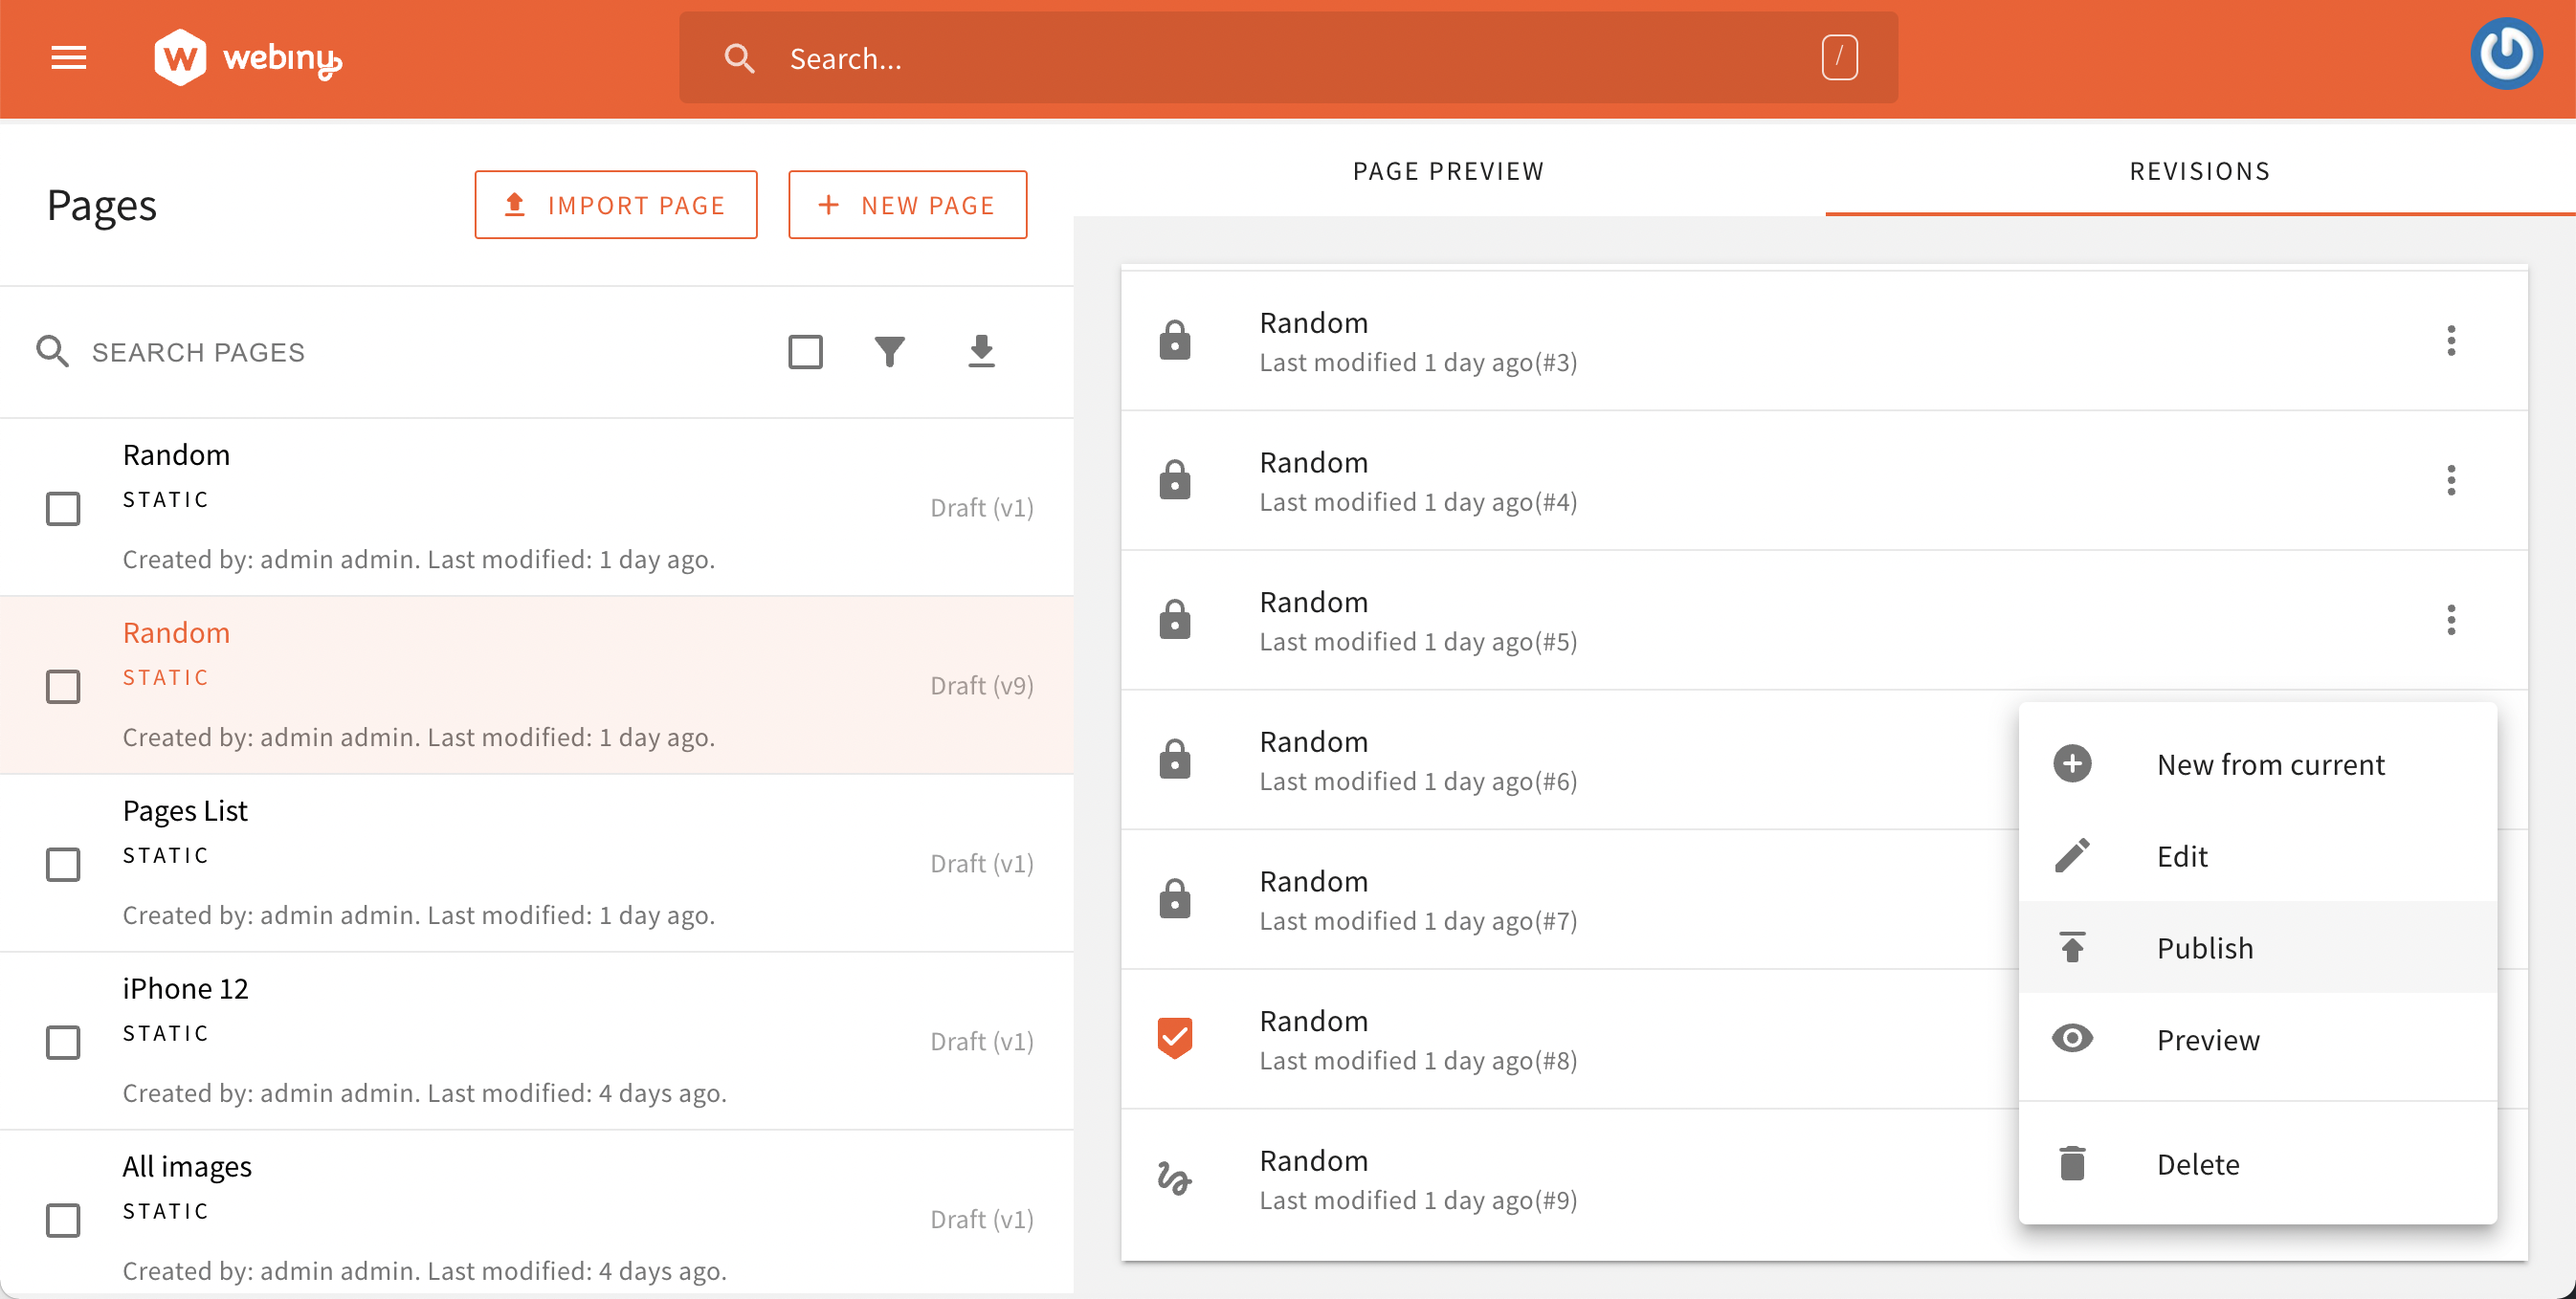 webiny
Search...
/
Pages
IMPORT PAGE
+ NEW PAGE
SEARCH PAGES
Random
STATIC
Draft (v1)
Created by: admin admin. Last modified: 1 day ago.
Random
STATIC
Draft (v9)
Created by: admin admin. Last modified: 1 day ago.
Pages List
STATIC
Draft (v1)
Created by: admin admin. Last modified: 1 day ago.
iPhone 12
STATIC
Draft (v1)
Created by: admin admin. Last modified: 4 days ago.
All images
STATIC
Draft (v1)
Created by: admin admin. Last modified: 4 days ago.
PAGE PREVIEW
REVISIONS
Random
Last modified 1 day ago(#3)
Random
Last modified 1 day ago(#4)
Random
Last modified 1 day ago(#5)
Random
Last modified 1 day ago(#6)
Random
Last modified 1 day ago(#7)
Random
Last modified 1 day ago(#8)
Random
Last modified 1 day ago(#9)
New from current
Edit
Publish
Preview
Delete